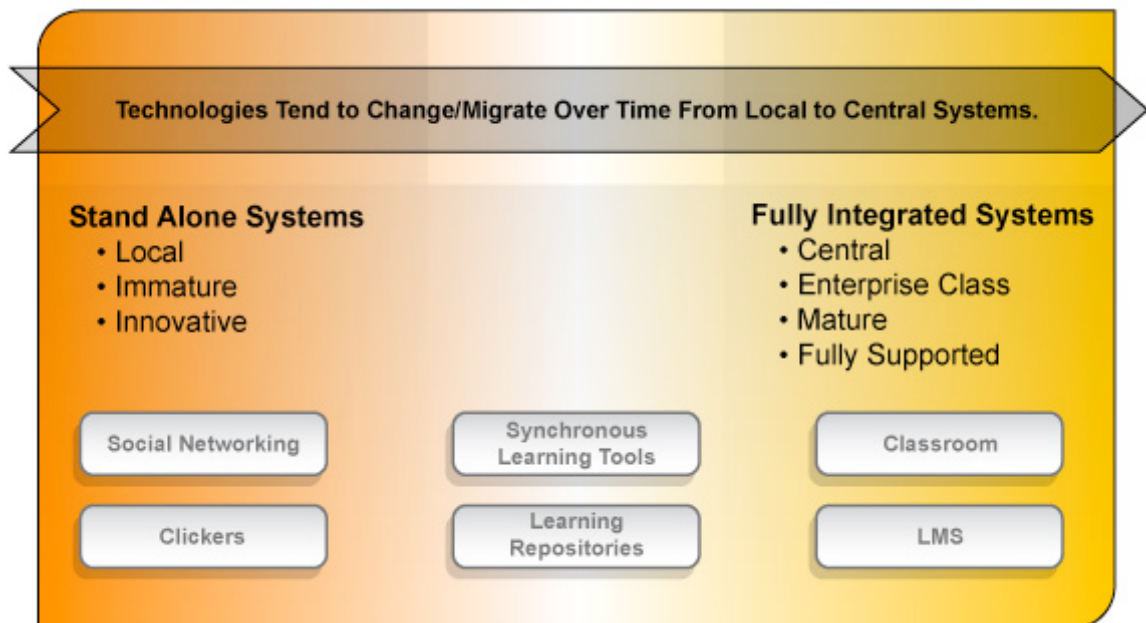 Technologies Tend to Change/Migrate Over Time From Local to Central Systems.
Stand Alone Systems
• Local
• Immature
• Innovative
Fully Integrated Systems
• Central
• Enterprise Class
• Mature
• Fully Supported
Social Networking
Synchronous
Learning Tools
Classroom
Clickers
Learning
Repositories
LMS